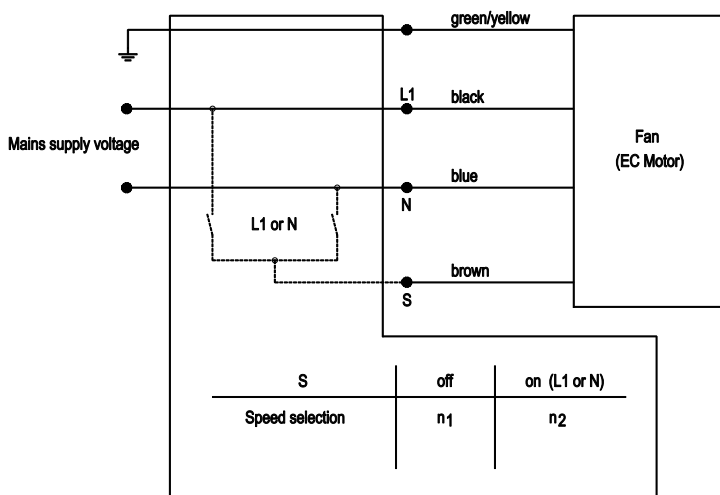 green/yellow
L1
black
Mains supply voltage
Fan
(EC Motor)
blue
N
L1 or N
brown
S
S off on (L1 or N)
Speed selection n1 n2